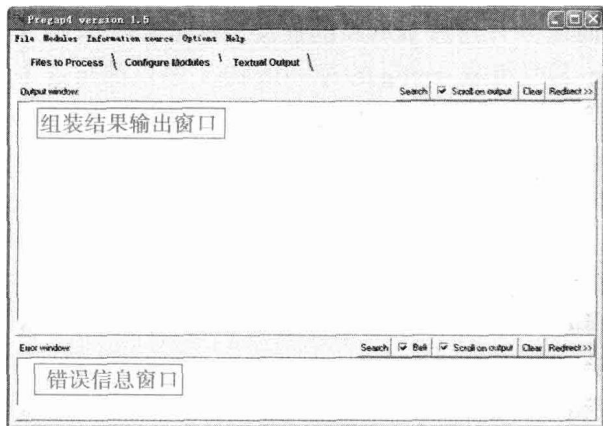 Pregap4 version 1.5
File Modules Information source Options Help
Files to Process Configure Modules Textual Output
Output window: Search Scroll on output Clear Redirect >>
组装结果输出窗口
Error window: Search Bell Scroll on output Clear Redirect >>
错误信息窗口